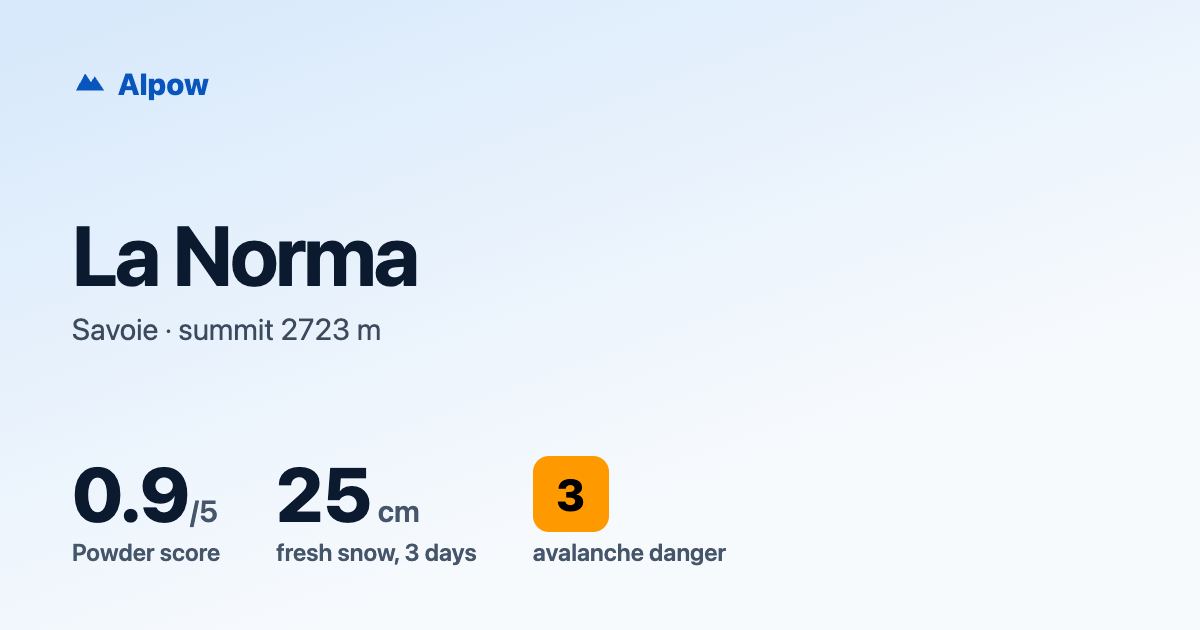 Alpow
La Norma
Savoie · summit 2723 m
0.9/5
Powder score
25 cm
fresh snow, 3 days
3
avalanche danger